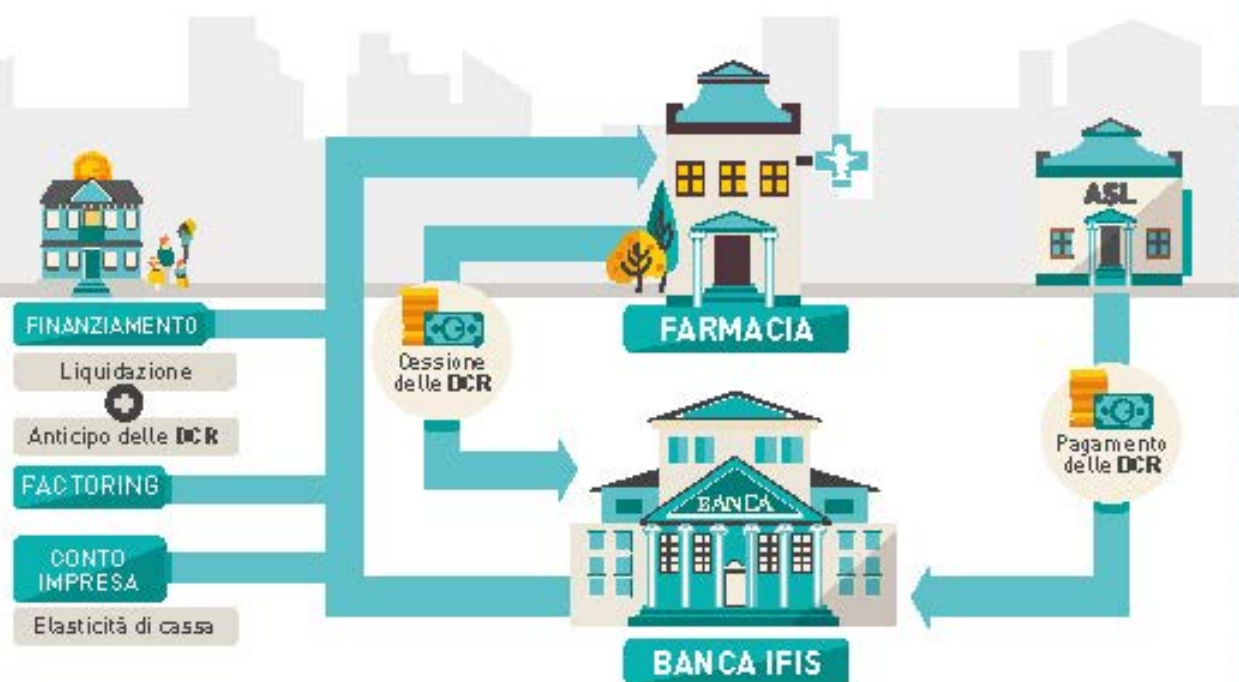 ASL
FINANZIAMENTO
Liquidazione
+
Anticipo delle DCR
FACTORING
CONTO
IMPRESA
Elasticità di cassa
Cessione
delle DCR
FARMACIA
BANCA
BANCA IFIS
Pagamento
delle DCR